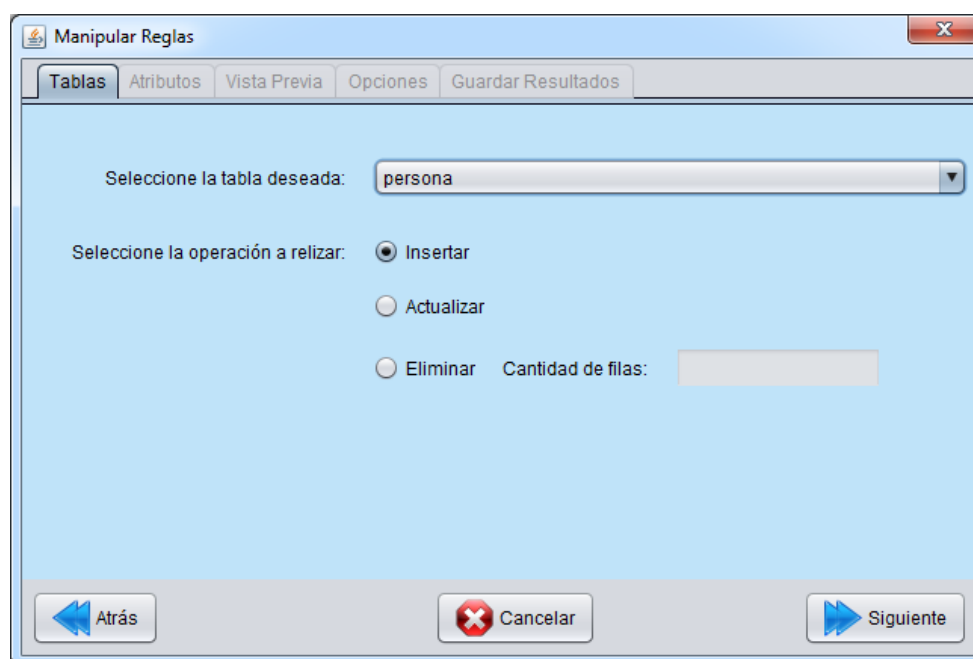 Manipular Reglas
Tablas Atributos Vista Previa Opciones Guardar Resultados
Seleccione la tabla deseada: persona
Seleccione la operación a relizar: Insertar
Actualizar
Eliminar Cantidad de filas:
Atrás Cancelar Siguiente